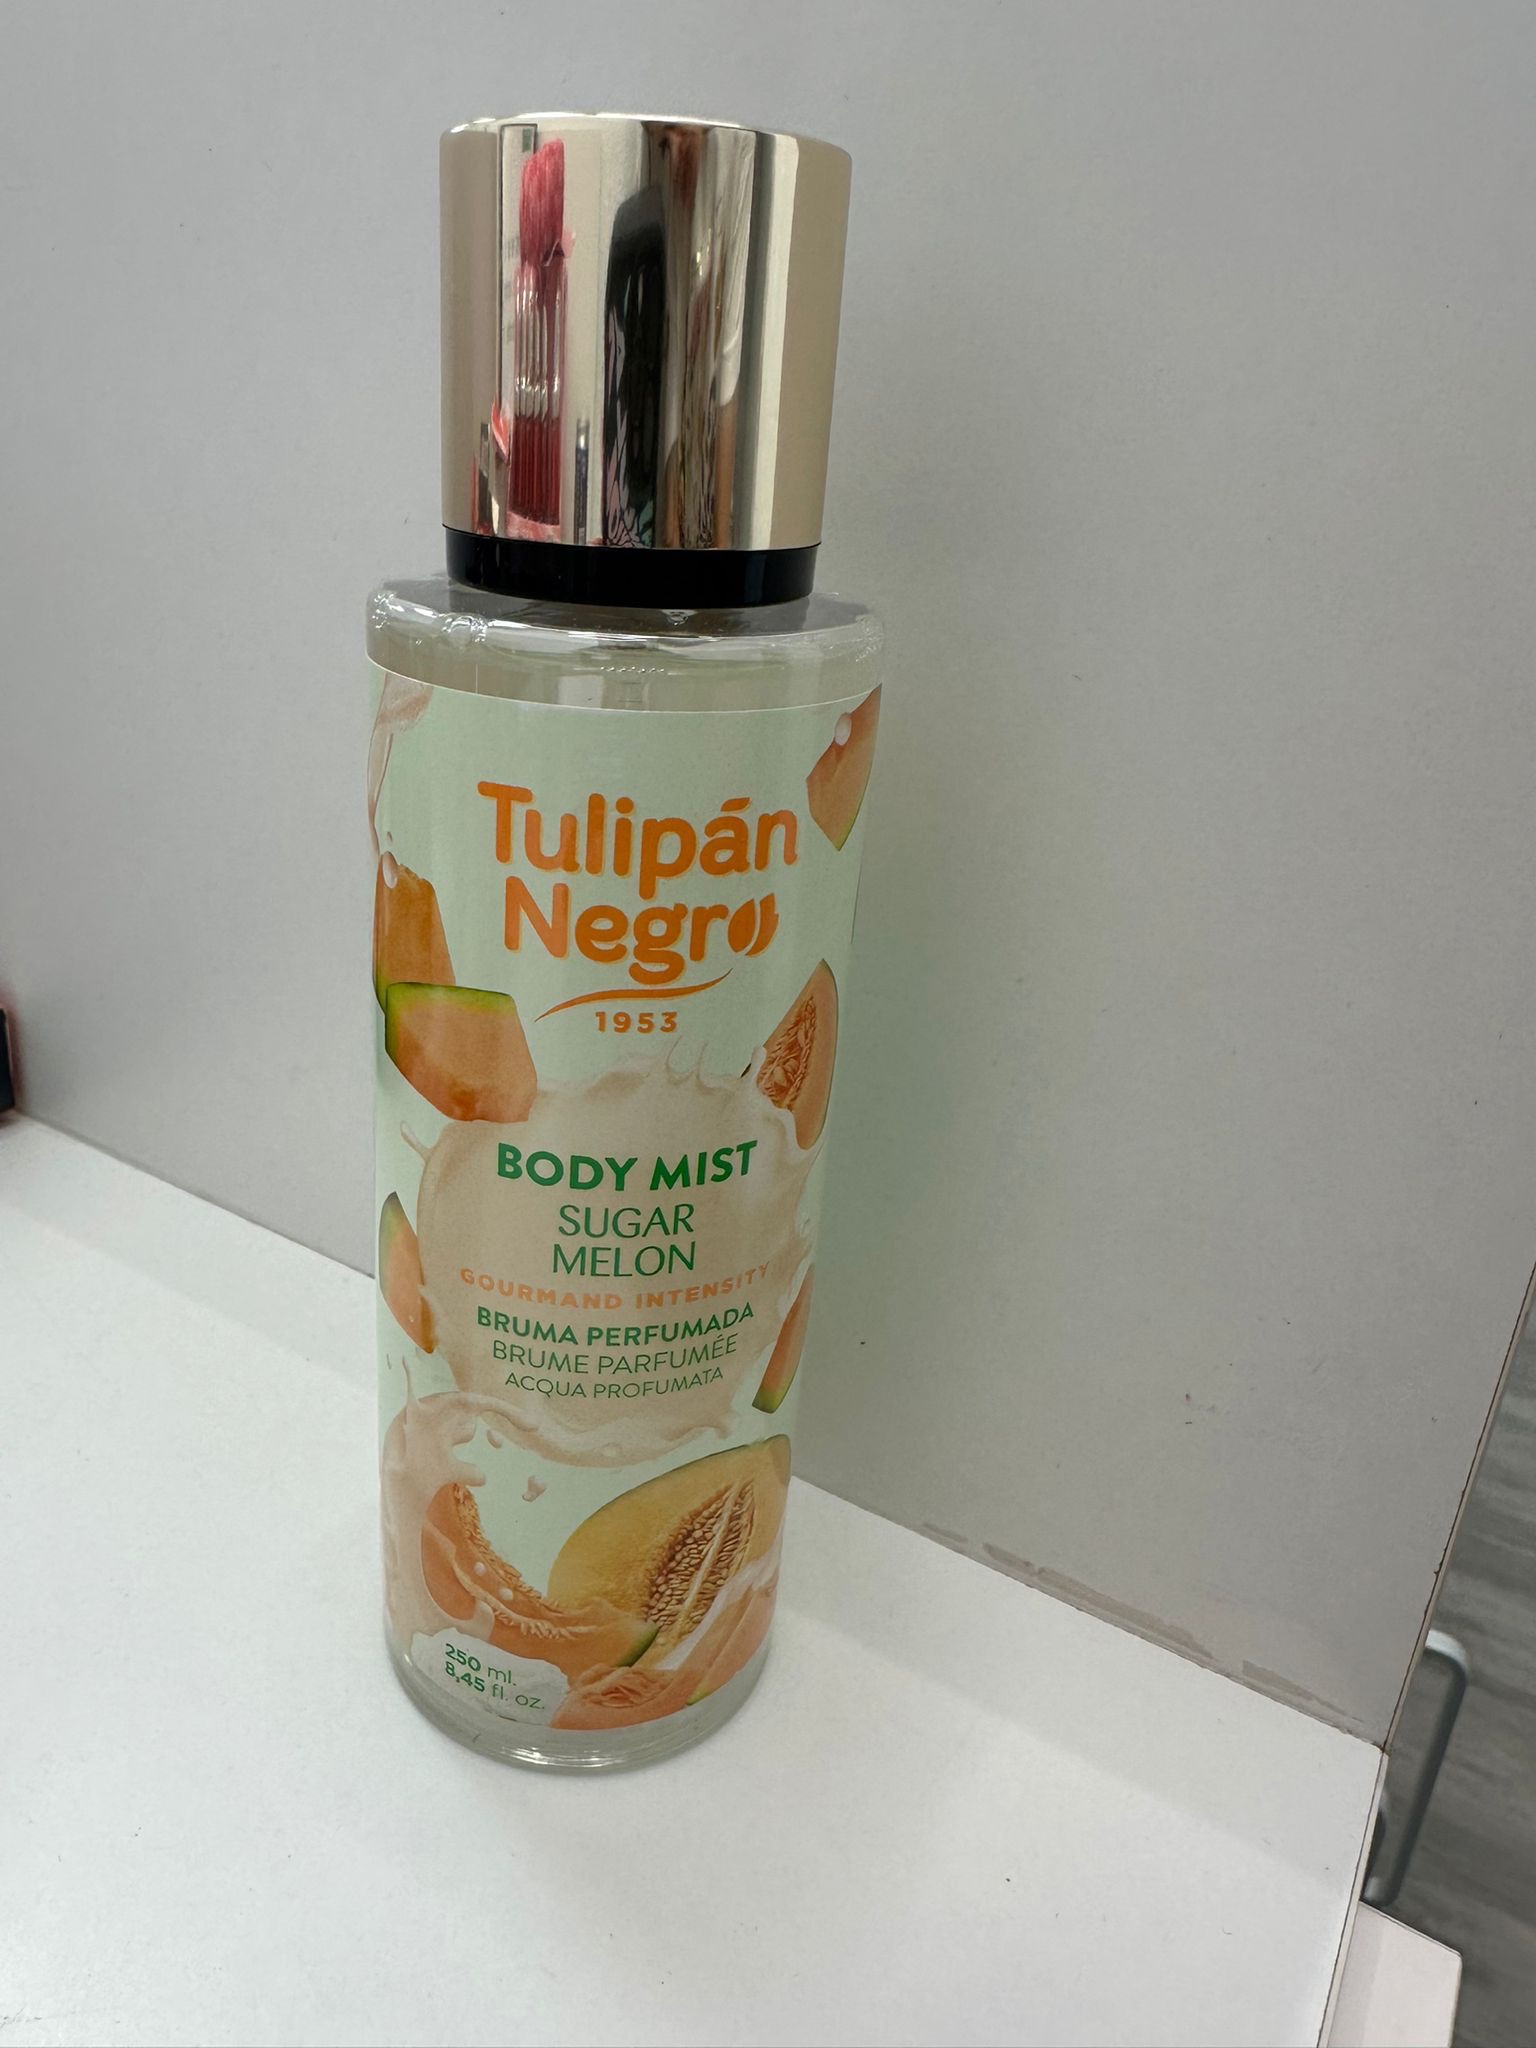 Tulipán
Negro
1953
BODY MIST
SUGAR
MELON
GOURMAND INTENSITY
BRUMA PERFUMADA
BRUME PARFUMÉE
ACQUA PROFUMATA
250 ml.
8,45 fl. oz.